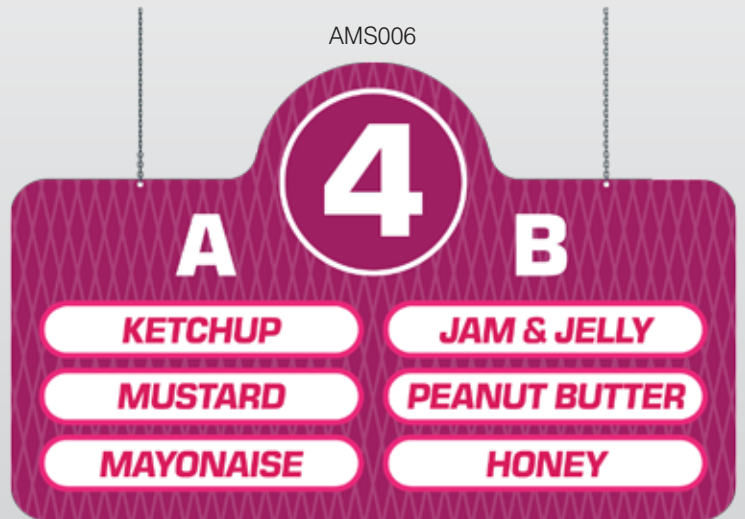 AMS006
4
A B
KETCHUP JAM & JELLY
MUSTARD PEANUT BUTTER
MAYONAISE HONEY